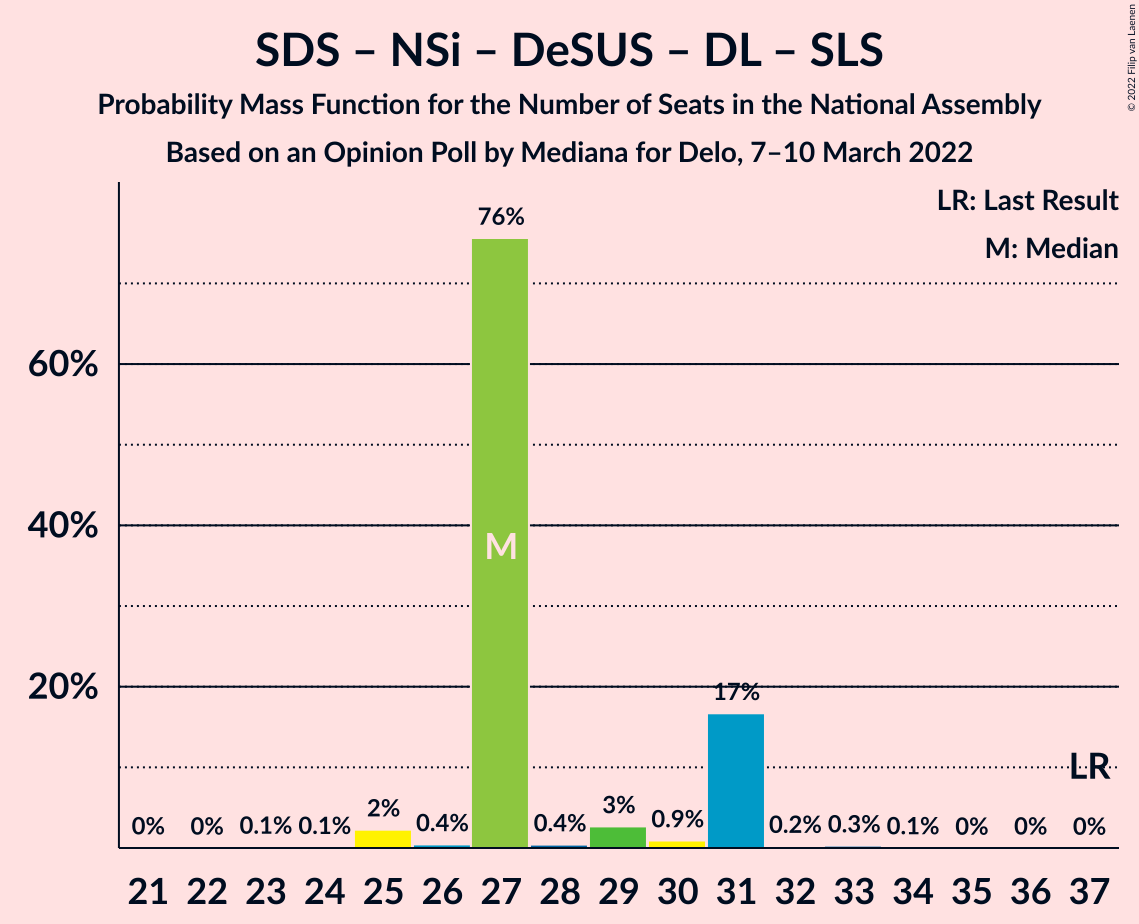 SDS – NSi – DeSUS – DL – SLS
Probability Mass Function for the Number of Seats in the National Assembly
Based on an Opinion Poll by Mediana for Delo, 7–10 March 2022
© 2022 Filip van Laenen
LR: Last Result
M: Median
76%
60%
M
40%
20%
17%
LR
0% 0% 0.1% 0.1% 2% 0.4% 0.4% 3% 0.9% 0.2% 0.3% 0.1% 0% 0% 0%
21 22 23 24 25 26 27 28 29 30 31 32 33 34 35 36 37